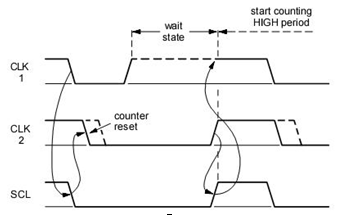 start counting
HIGH period
wait
state
CLK
1
counter
reset
CLK
2
SCL